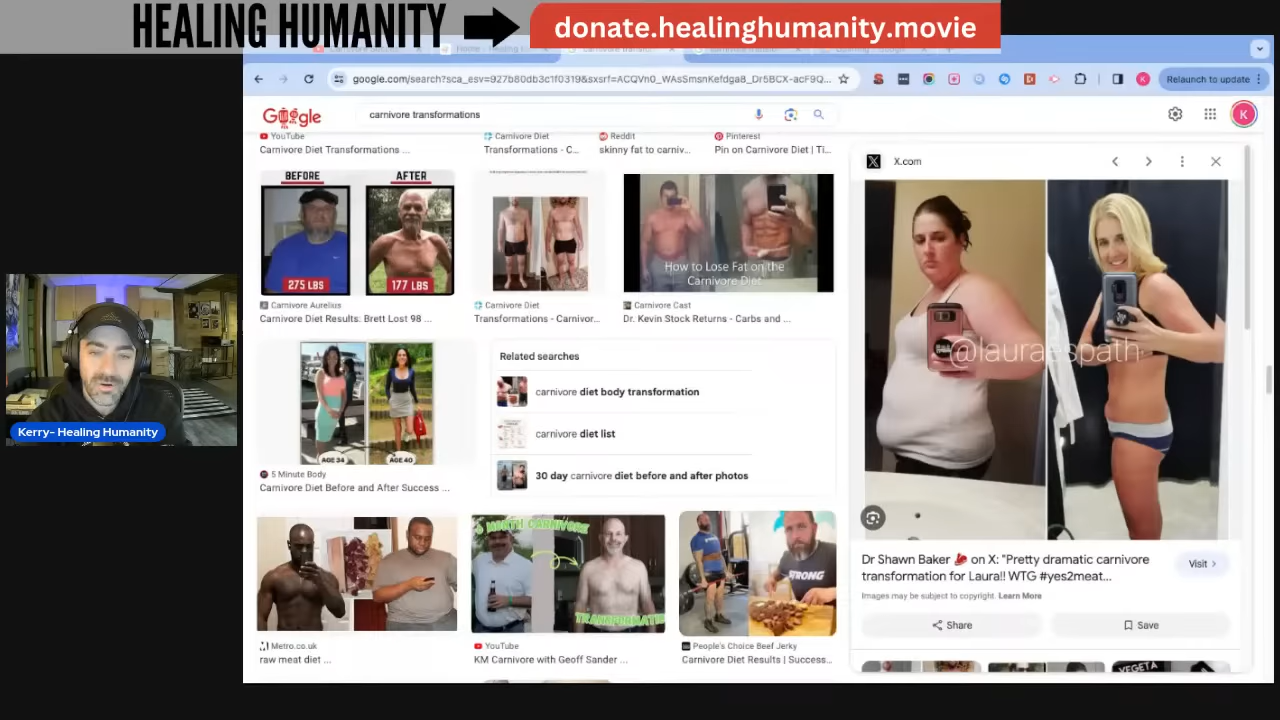 HEALING HUMANITY
donate.healinghumanity.movie
google.com/search?sca_esv=927b80db3c1f0319&sxsrf=ACQVn0_WAsSmsnKefdga8_Dr5BCX-acF9Q...
Relaunch to update
Google
carnivore transformations
K
YouTube
Carnivore Diet
Reddit
Pinterest
Carnivore Diet Transformations ...
Transformations - C...
skinny fat to carniv...
Pin on Carnivore Diet | Ti...
X.com
BEFORE
AFTER
275 LBS
177 LBS
How to Lose Fat on the
Carnivore Diet
Carnivore Aurelius
Carnivore Diet Results: Brett Lost 98 ...
Carnivore Diet
Transformations - Carnivor...
Carnivore Cast
Dr. Kevin Stock Returns - Carbs and ...
@lauraespath
AGE 34
AGE 40
5 Minute Body
Carnivore Diet Before and After Success ...
Related searches
carnivore diet body transformation
carnivore diet list
30 day carnivore diet before and after photos
Kerry- Healing Humanity
MONTH CARNIVORE
STRONG
Metro.co.uk
raw meat diet ...
YouTube
KM Carnivore with Geoff Sander ...
People's Choice Beef Jerky
Carnivore Diet Results | Success...
Dr Shawn Baker 🥩 on X: "Pretty dramatic carnivore
transformation for Laura!! WTG #yes2meat...
Visit
Images may be subject to copyright. Learn More
Share
Save
VEGETA